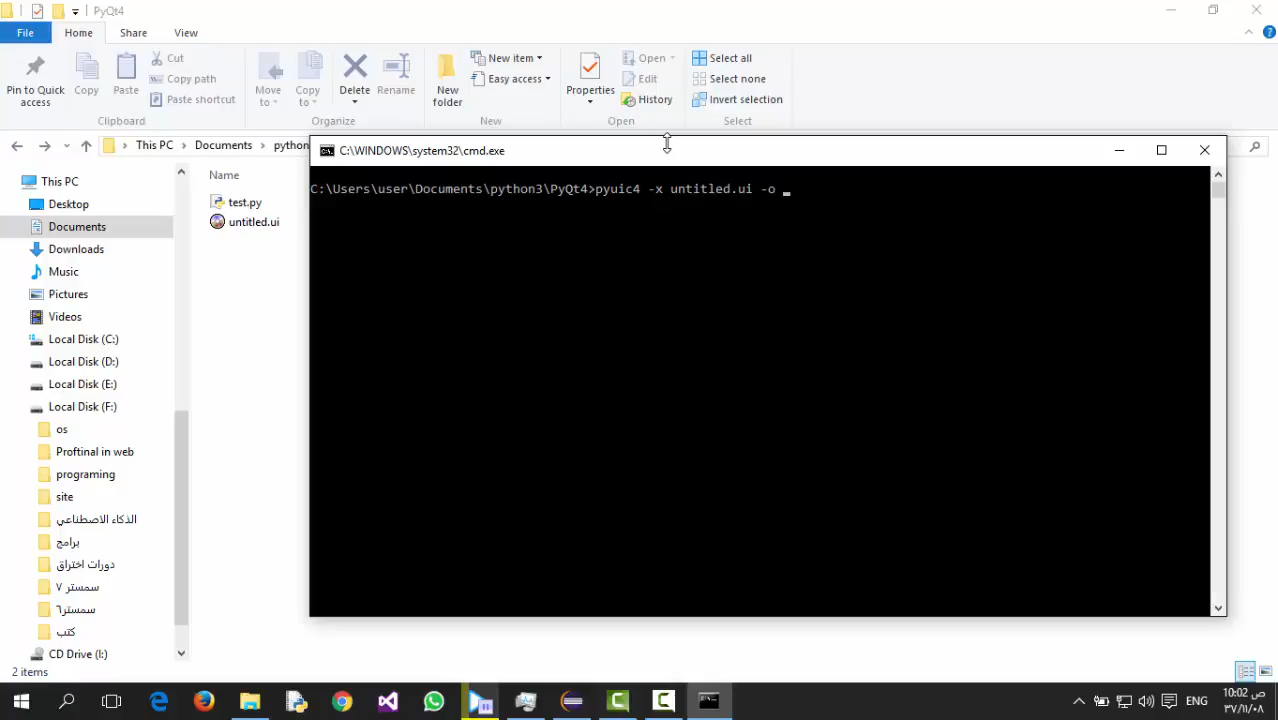 PyQt4
File
Home
Share
View
Pin to Quick access
Copy
Paste
Cut
Copy path
Paste shortcut
Clipboard
Move to
Copy to
Delete
Rename
Organize
New folder
New item
Easy access
New
Properties
Open
Edit
History
Open
Select all
Select none
Invert selection
Select
This PC
Documents
python
C:\WINDOWS\system32\cmd.exe
C:\Users\user\Documents\python3\PyQt4>pyuic4 -x untitled.ui -o _
This PC
Desktop
Documents
Downloads
Music
Pictures
Videos
Local Disk (C:)
Local Disk (D:)
Local Disk (E:)
Local Disk (F:)
os
Proftinal in web
programing
site
الذكاء الاصطناعي
برامج
دورات اختراق
سمستر ٧
سمستر٦
كتب
CD Drive (I:)
Name
test.py
untitled.ui
2 items
ENG
10:02 ص
٣٧/١١/٠٨